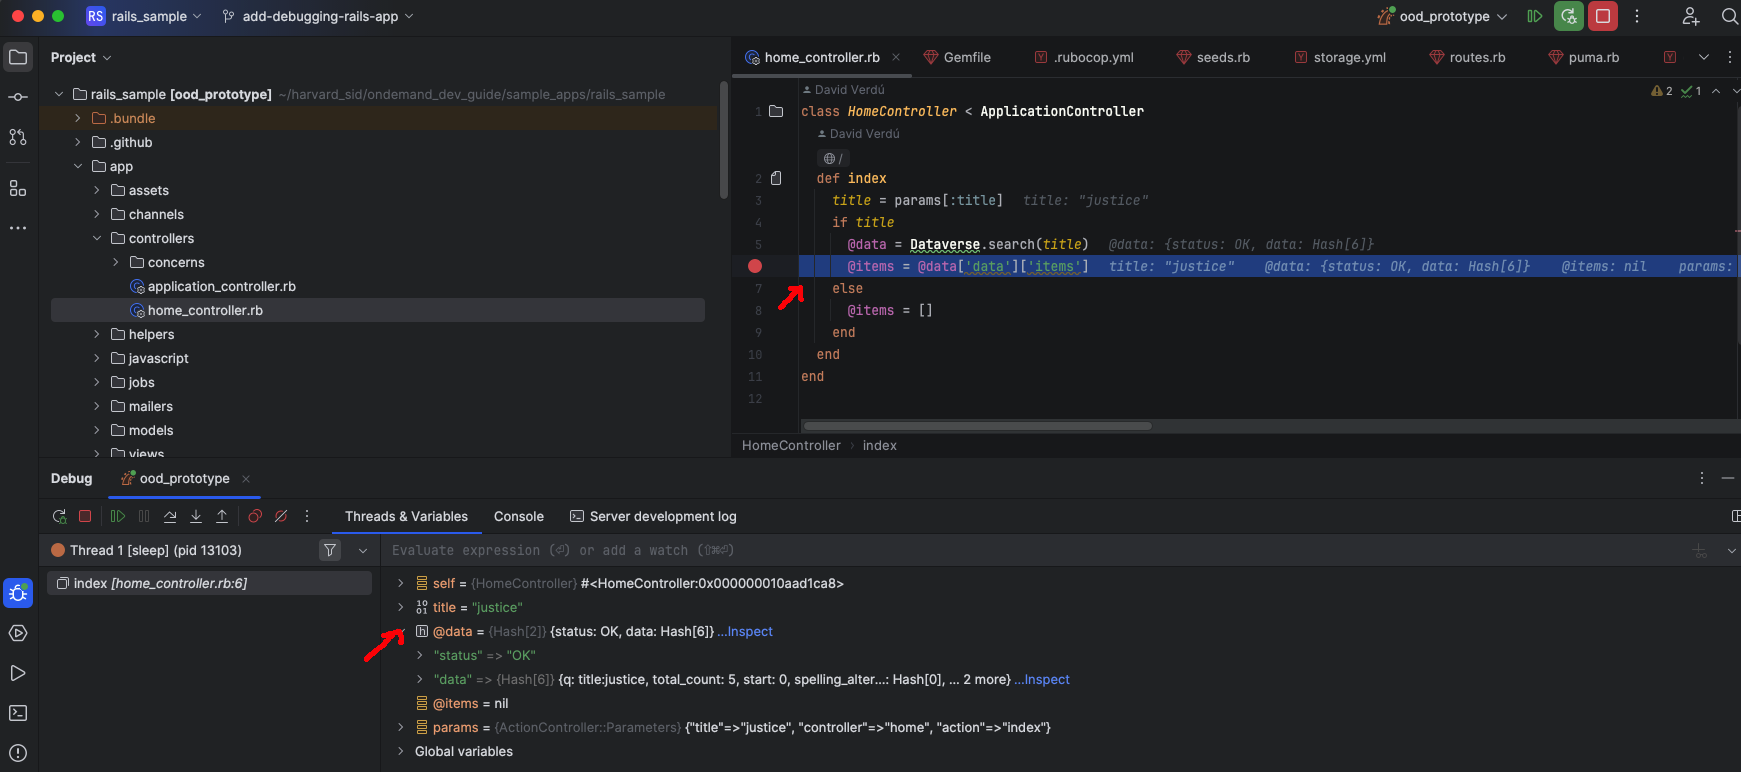 RS rails_sample add-debugging-rails-app ood_prototype
Project
rails_sample [ood_prototype] ~/harvard_sid/ondemand_dev_guide/sample_apps/rails_sample
.bundle
.github
app
assets
channels
controllers
concerns
application_controller.rb
home_controller.rb
helpers
javascript
jobs
mailers
models
views
home_controller.rb Gemfile .rubocop.yml seeds.rb storage.yml routes.rb puma.rb
David Verdú
2 1
1 class HomeController < ApplicationController
David Verdú
/
2 def index
3 title = params[:title] title: "justice"
4 if title
5 @data = Dataverse.search(title) @data: {status: OK, data: Hash[6]}
@items = @data['data']['items'] title: "justice" @data: {status: OK, data: Hash[6]} @items: nil params:
7 else
8 @items = []
9 end
10 end
11 end
12
HomeController › index
Debug ood_prototype
Threads & Variables Console Server development log
Thread 1 [sleep] (pid 13103)
Evaluate expression (⏎) or add a watch (⇧⌘⏎)
index [home_controller.rb:6]
self = {HomeController} #<HomeController:0x000000010aad1ca8>
title = "justice"
@data = {Hash[2]} {status: OK, data: Hash[6]} ...Inspect
"status" => "OK"
"data" => {Hash[6]} {q: title:justice, total_count: 5, start: 0, spelling_alter...: Hash[0], ... 2 more} ...Inspect
@items = nil
params = {ActionController::Parameters} {"title"=>"justice", "controller"=>"home", "action"=>"index"}
Global variables